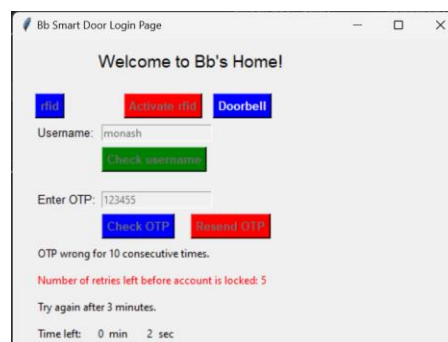 Bb Smart Door Login Page
Welcome to Bb's Home!
rfid Activate rfid Doorbell
Username: monash
Check username
Enter OTP: 123455
Check OTP Resend OTP
OTP wrong for 10 consecutive times.
Number of retries left before account is locked: 5
Try again after 3 minutes.
Time left: 0 min 2 sec